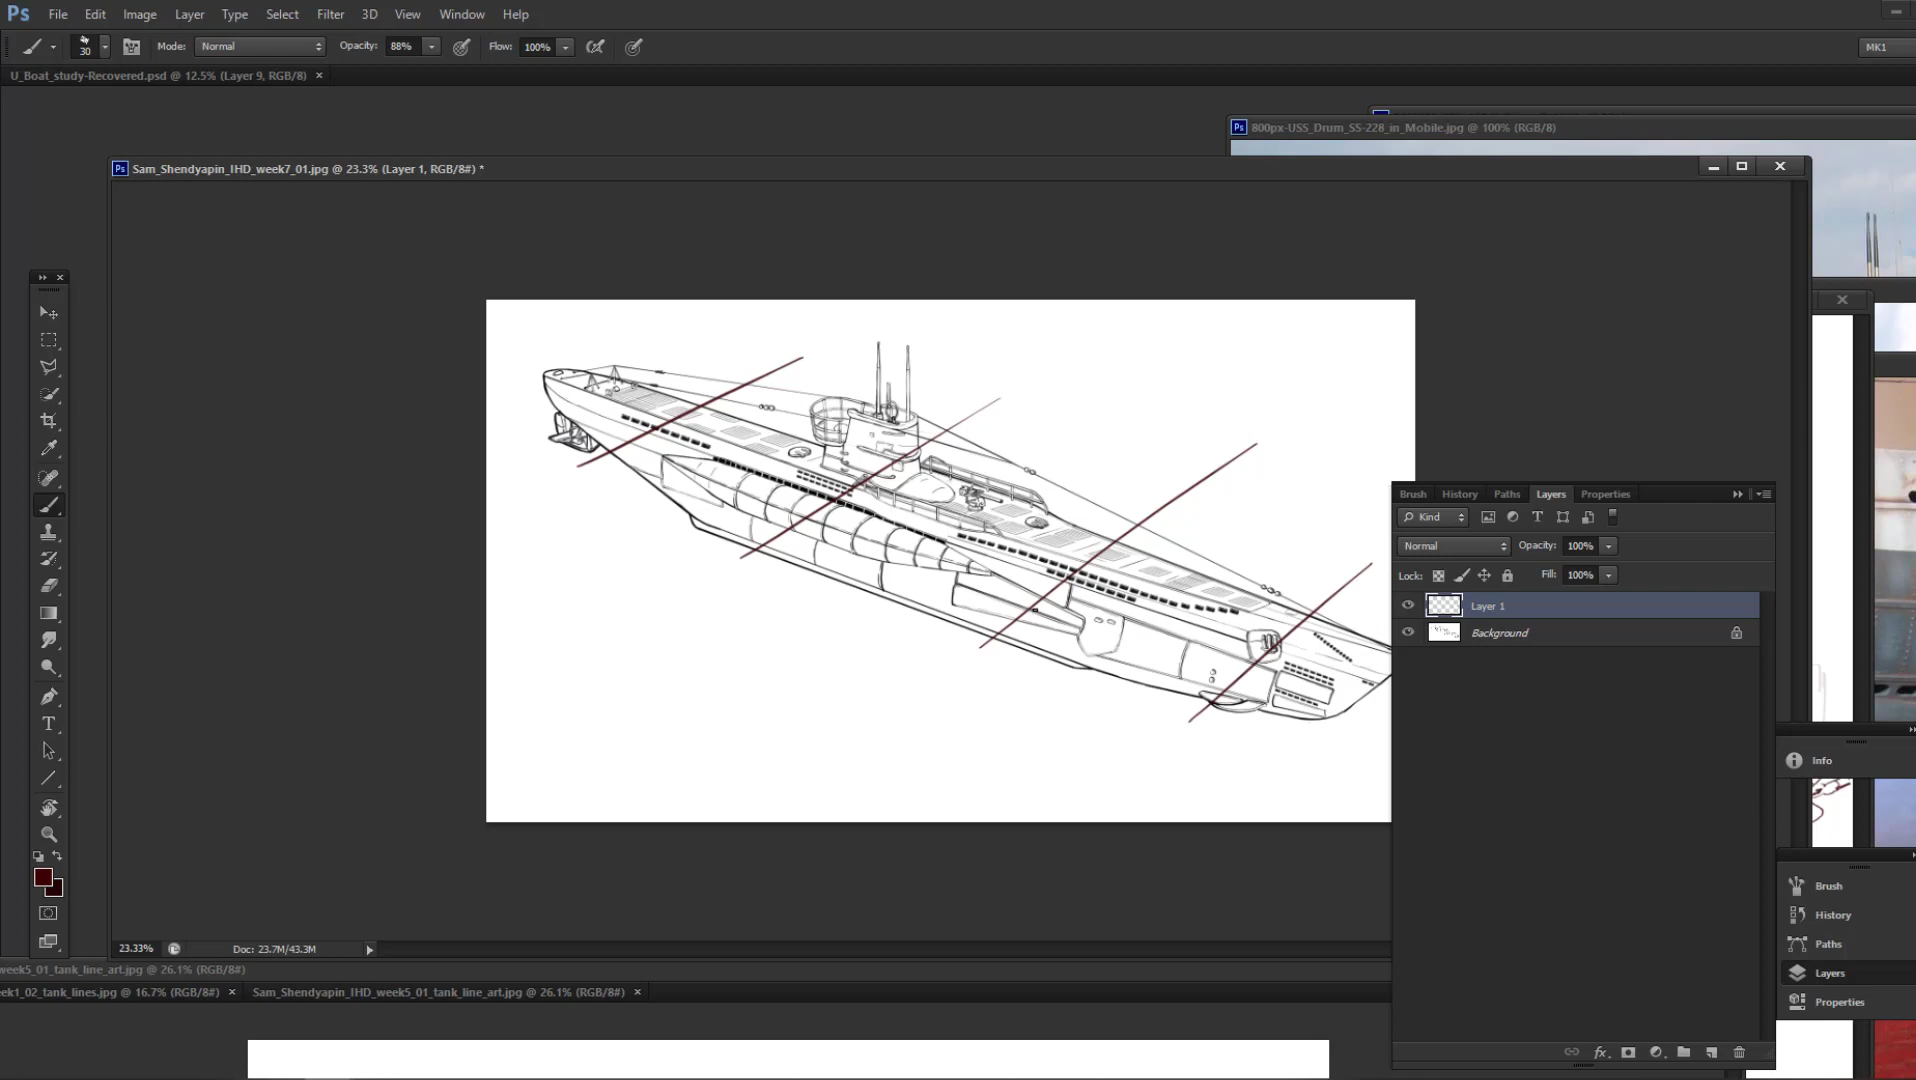 Ps File Edit Image Layer Type Select Filter 3D View Window Help
30 Mode: Normal Opacity: 88% Flow: 100% MK1
U_Boat_study-Recovered.psd @ 12.5% (Layer 9, RGB/8) ×
Ps 800px-USS_Drum_SS-228_in_Mobile.jpg @ 100% (RGB/8)
Ps Sam_Shendyapin_IHD_week7_01.jpg @ 23.3% (Layer 1, RGB/8#) *
Brush History Paths Layers Properties
Kind
Normal Opacity: 100%
Lock: Fill: 100%
Layer 1
Background
Info
Brush
History
Paths
Layers
Properties
fx
23.33% Doc: 23.7M/43.3M
week5_01_tank_line_art.jpg @ 26.1% (RGB/8#)
ek1_02_tank_lines.jpg @ 16.7% (RGB/8#) × Sam_Shendyapin_IHD_week5_01_tank_line_art.jpg @ 26.1% (RGB/8#) ×